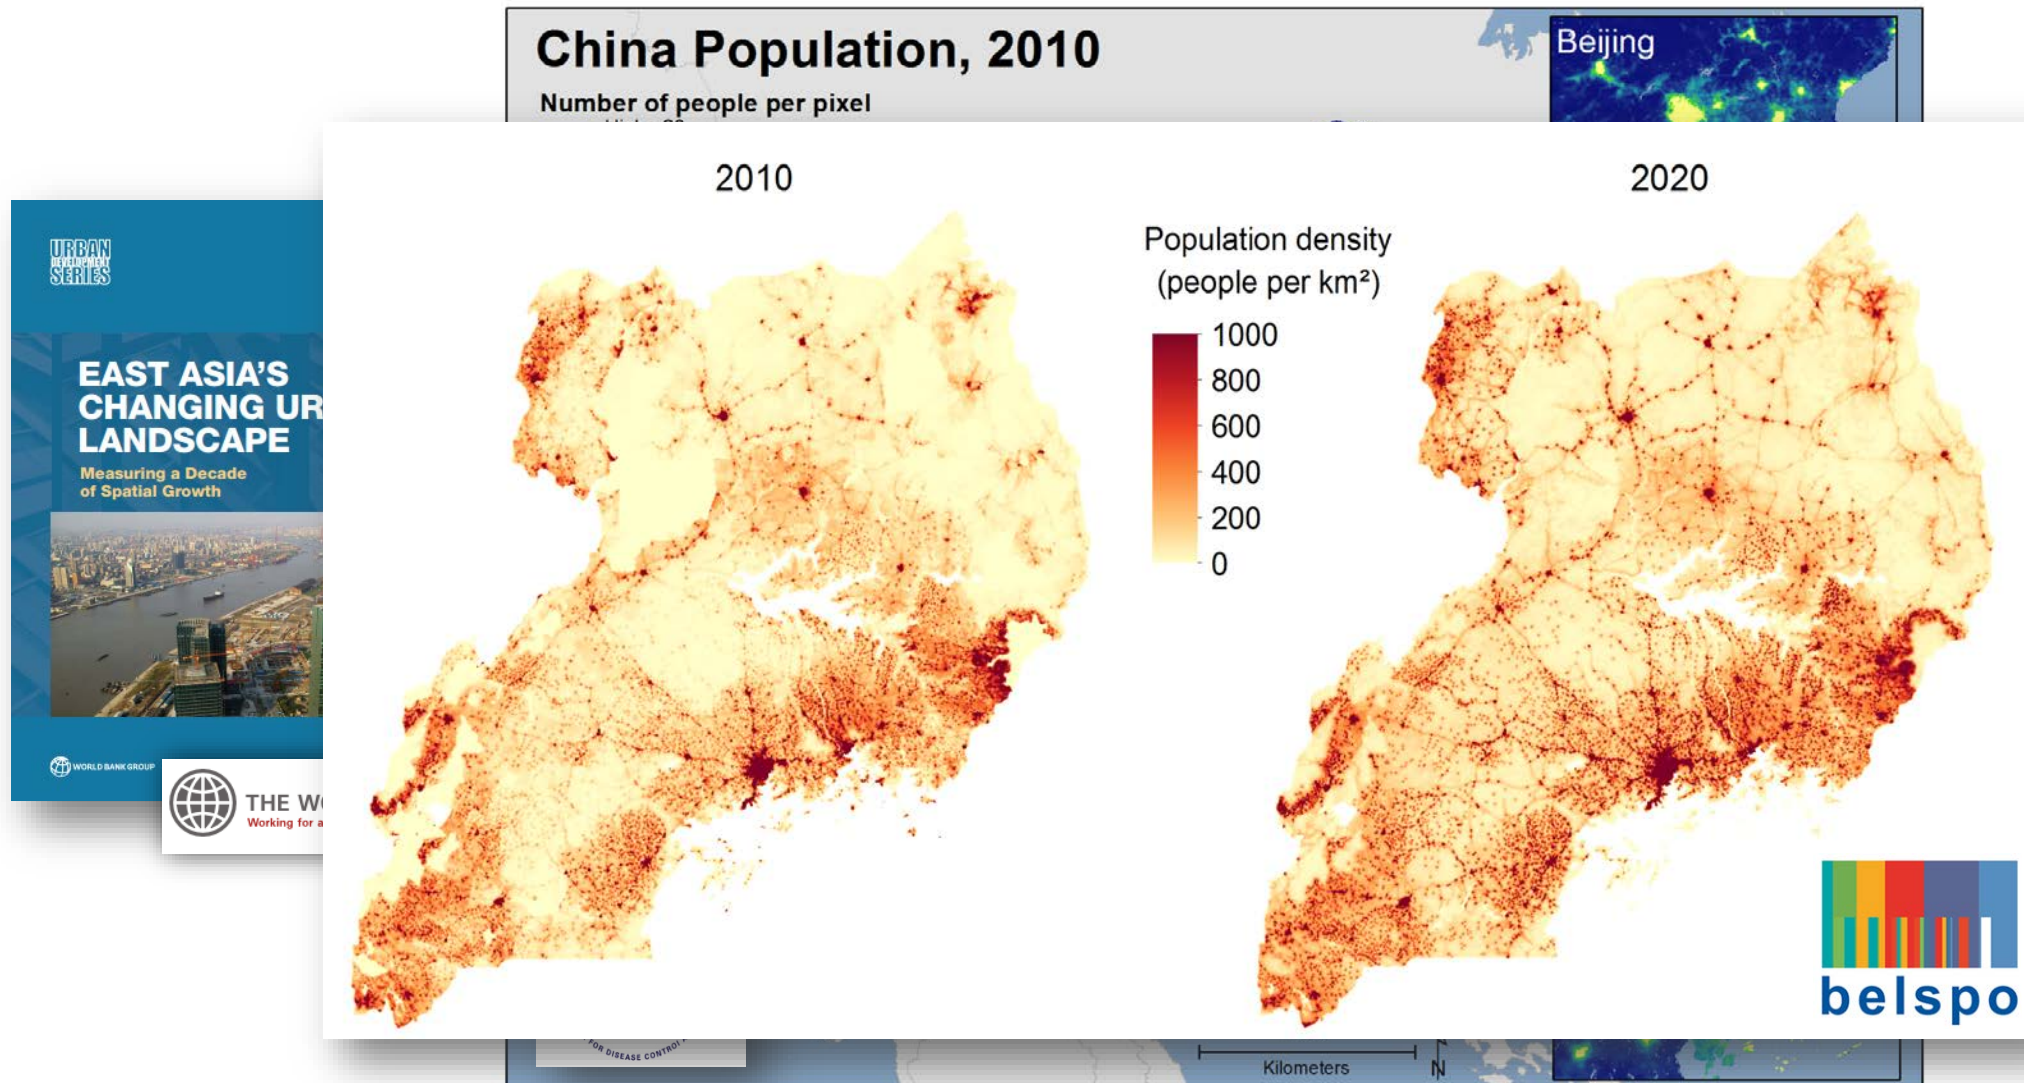 China Population, 2010
Number of people per pixel
Beijing
2010
2020
Population density
(people per km²)
1000
800
600
400
200
0
URBAN
DEVELOPMENT
SERIES
EAST ASIA'S
CHANGING UR
LANDSCAPE
Measuring a Decade
of Spatial Growth
WORLD BANK GROUP
THE WO
Working for a
belspo
FOR DISEASE CONTROL
Kilometers
N